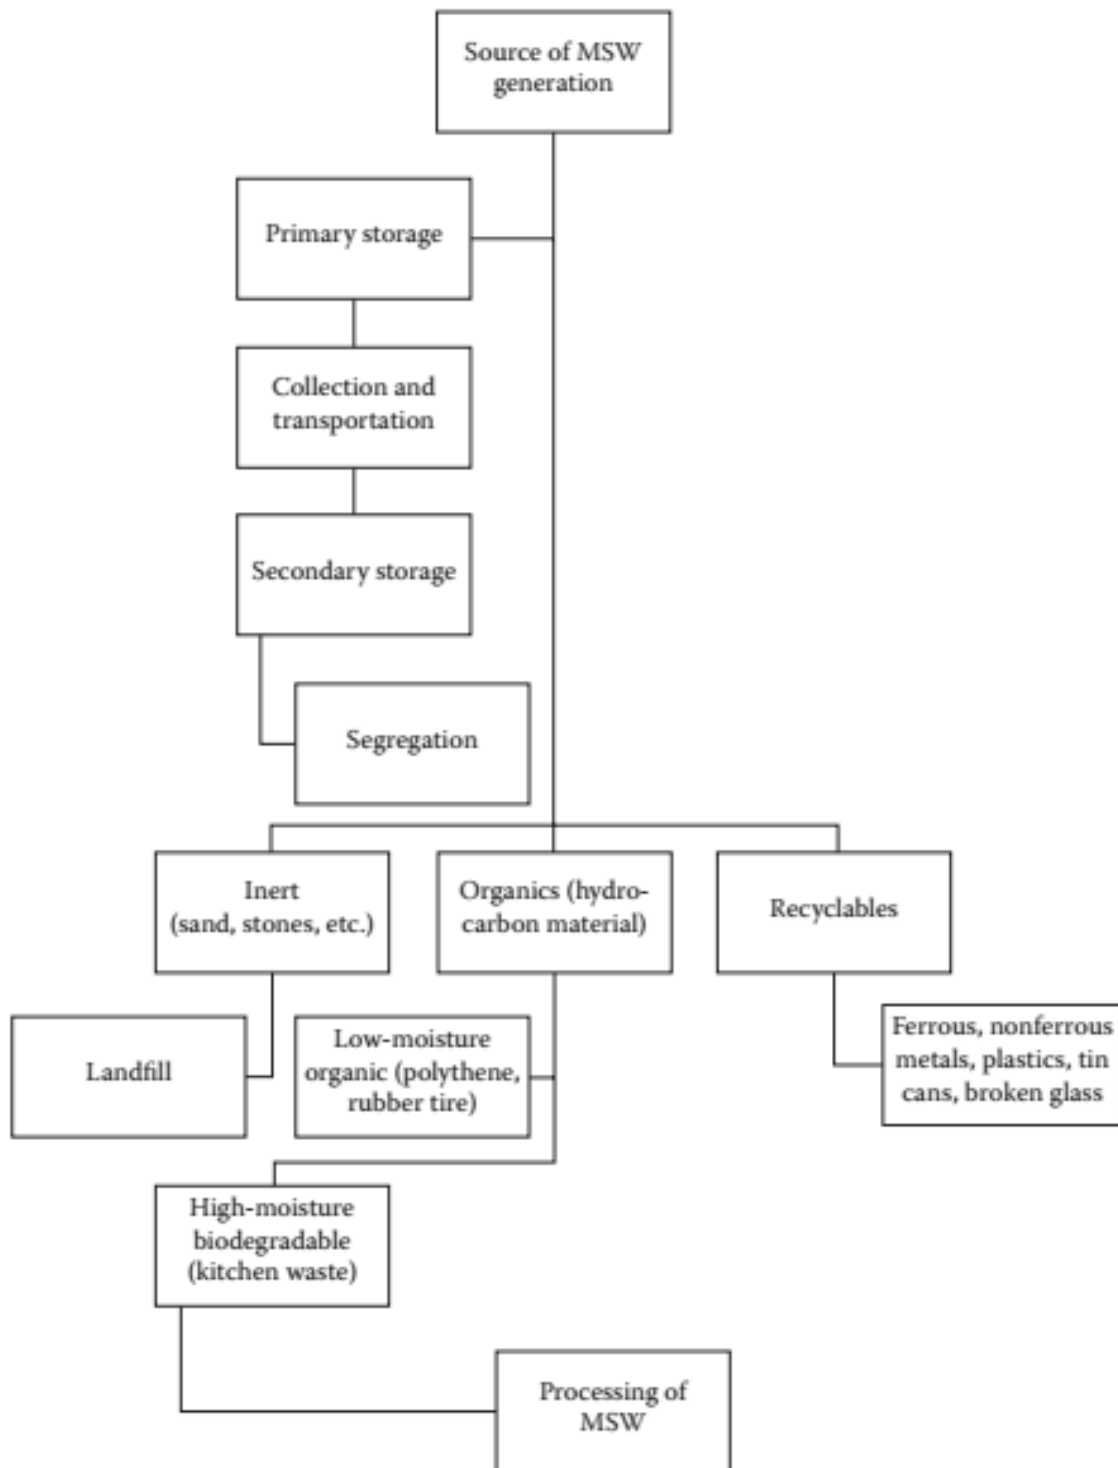 Source of MSW
generation
Primary storage
Collection and
transportation
Secondary storage
Segregation
Inert
(sand, stones, etc.)
Organics (hydro-
carbon material)
Recyclables
Landfill
Low-moisture
organic (polythene,
rubber tire)
Ferrous, nonferrous
metals, plastics, tin
cans, broken glass
High-moisture
biodegradable
(kitchen waste)
Processing of
MSW